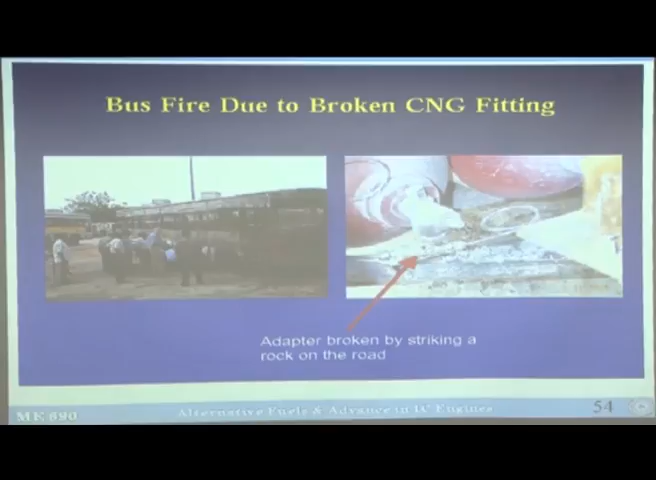 Bus Fire Due to Broken CNG Fitting
Adapter broken by striking a
rock on the road
ME 690
Alternative Fuels & Advance in IC Engines
54